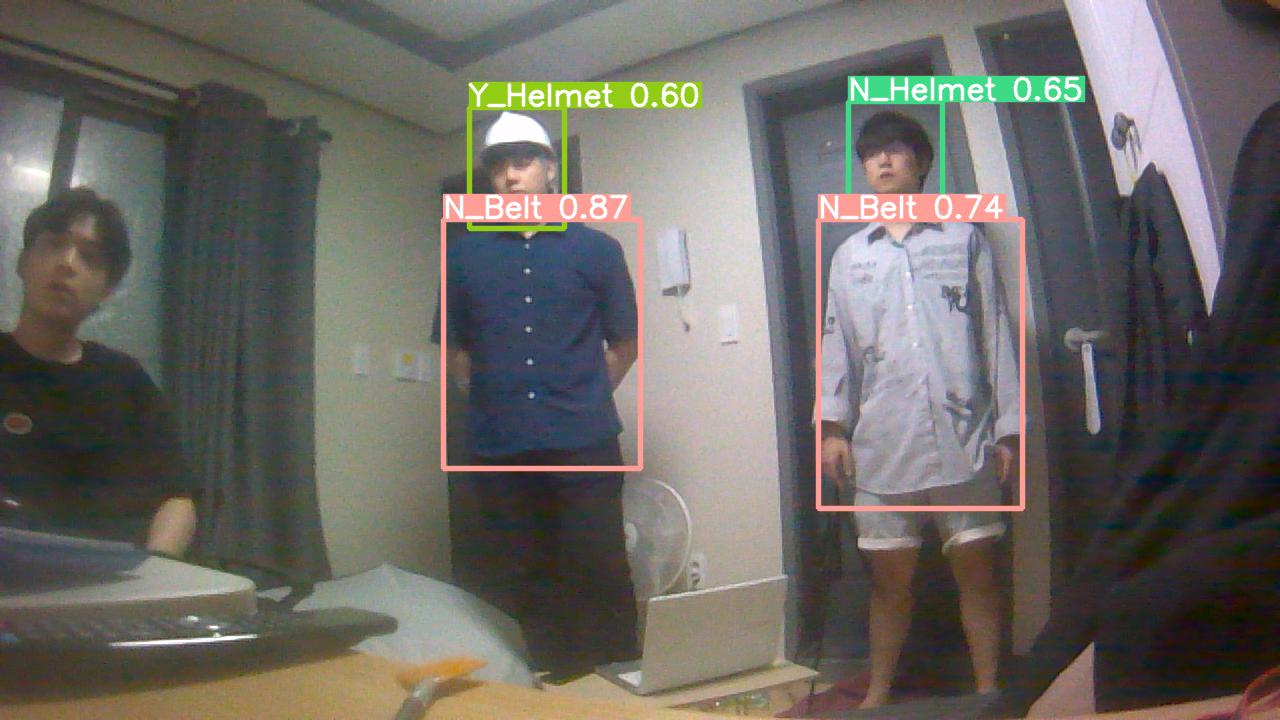 Y_Helmet 0.60
N_Helmet 0.65
N_Belt 0.87
N_Belt 0.74